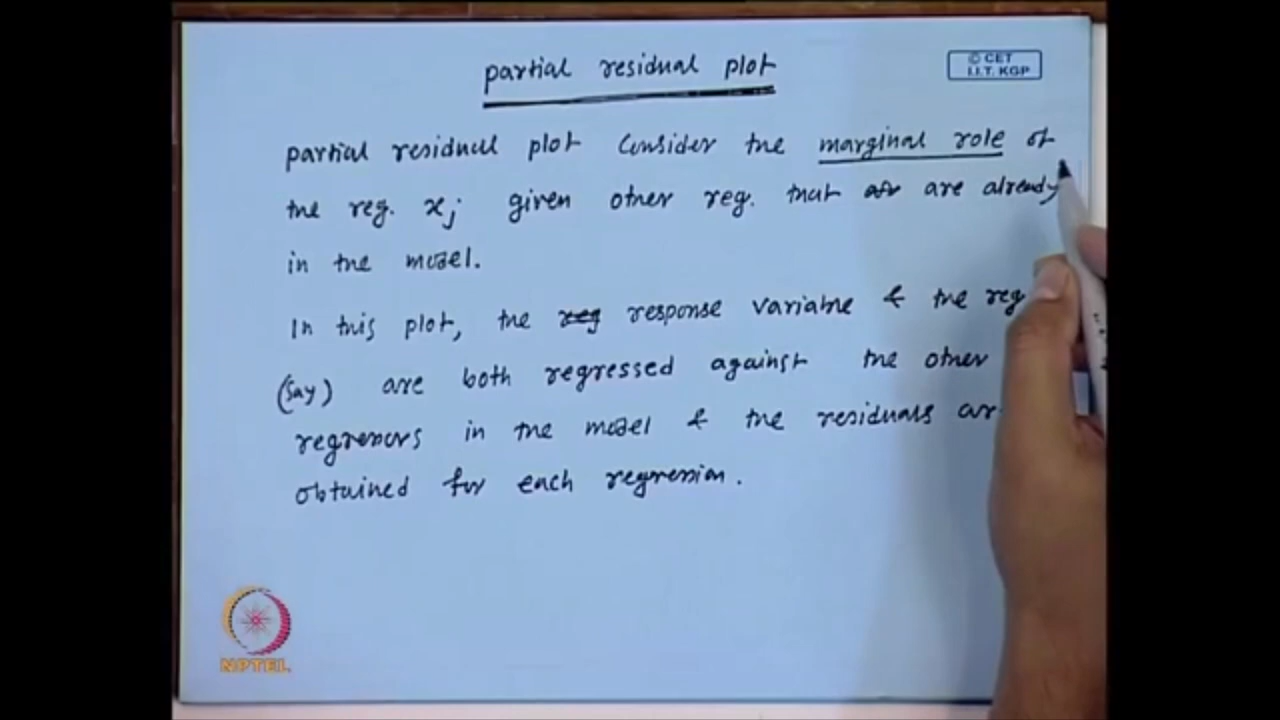 partial residual plot
© CET
I.I.T. KGP
partial residual plot consider the marginal role of
the reg. xj given other reg. that are already
in the model.
In this plot, the reg response variable & the reg
(say) are both regressed against the other
regressors in the model & the residuals ar
obtained for each regression.
NPTEL